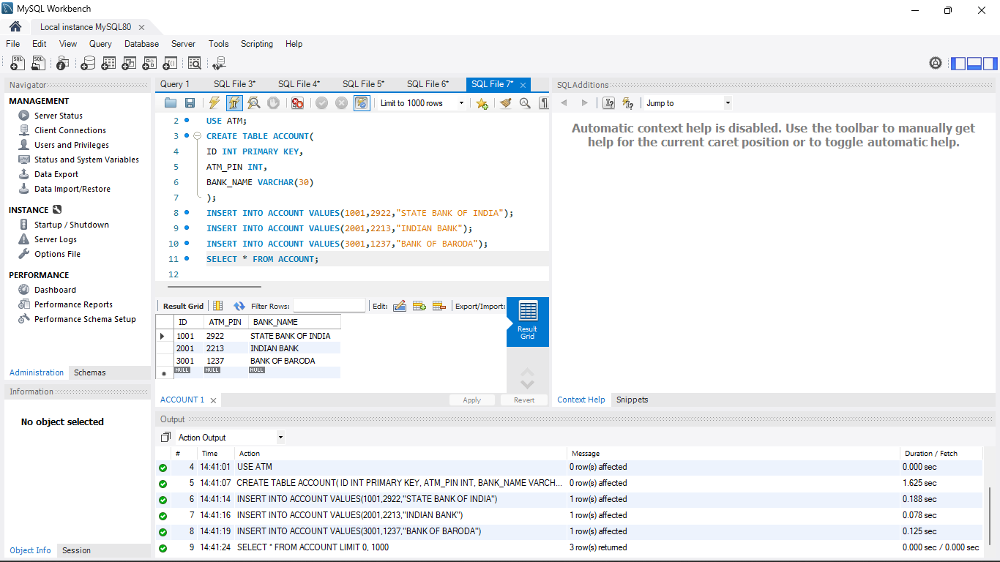 MySQL Workbench
Local instance MySQL80
File Edit View Query Database Server Tools Scripting Help
Navigator
MANAGEMENT
Server Status
Client Connections
Users and Privileges
Status and System Variables
Data Export
Data Import/Restore
INSTANCE
Startup / Shutdown
Server Logs
Options File
PERFORMANCE
Dashboard
Performance Reports
Performance Schema Setup
Administration Schemas
Information
No object selected
Object Info Session
Query 1 SQL File 3* SQL File 4* SQL File 5* SQL File 6* SQL File 7*
Limit to 1000 rows
2 USE ATM;
3 CREATE TABLE ACCOUNT(
4 ID INT PRIMARY KEY,
5 ATM_PIN INT,
6 BANK_NAME VARCHAR(30)
7 );
8 INSERT INTO ACCOUNT VALUES(1001,2922,"STATE BANK OF INDIA");
9 INSERT INTO ACCOUNT VALUES(2001,2213,"INDIAN BANK");
10 INSERT INTO ACCOUNT VALUES(3001,1237,"BANK OF BARODA");
11 SELECT * FROM ACCOUNT;
12
Result Grid Filter Rows: Edit: Export/Import:
ID ATM_PIN BANK_NAME
1001 2922 STATE BANK OF INDIA
2001 2213 INDIAN BANK
3001 1237 BANK OF BARODA
NULL NULL NULL
Result
Grid
ACCOUNT 1 Apply Revert
SQLAdditions
Jump to
Automatic context help is disabled. Use the toolbar to manually get
help for the current caret position or to toggle automatic help.
Context Help Snippets
Output
Action Output
# Time Action Message Duration / Fetch
4 14:41:01 USE ATM 0 row(s) affected 0.000 sec
5 14:41:07 CREATE TABLE ACCOUNT( ID INT PRIMARY KEY, ATM_PIN INT, BANK_NAME VARCH... 0 row(s) affected 1.625 sec
6 14:41:14 INSERT INTO ACCOUNT VALUES(1001,2922,"STATE BANK OF INDIA") 1 row(s) affected 0.188 sec
7 14:41:16 INSERT INTO ACCOUNT VALUES(2001,2213,"INDIAN BANK") 1 row(s) affected 0.078 sec
8 14:41:19 INSERT INTO ACCOUNT VALUES(3001,1237,"BANK OF BARODA") 1 row(s) affected 0.125 sec
9 14:41:24 SELECT * FROM ACCOUNT LIMIT 0, 1000 3 row(s) returned 0.000 sec / 0.000 sec